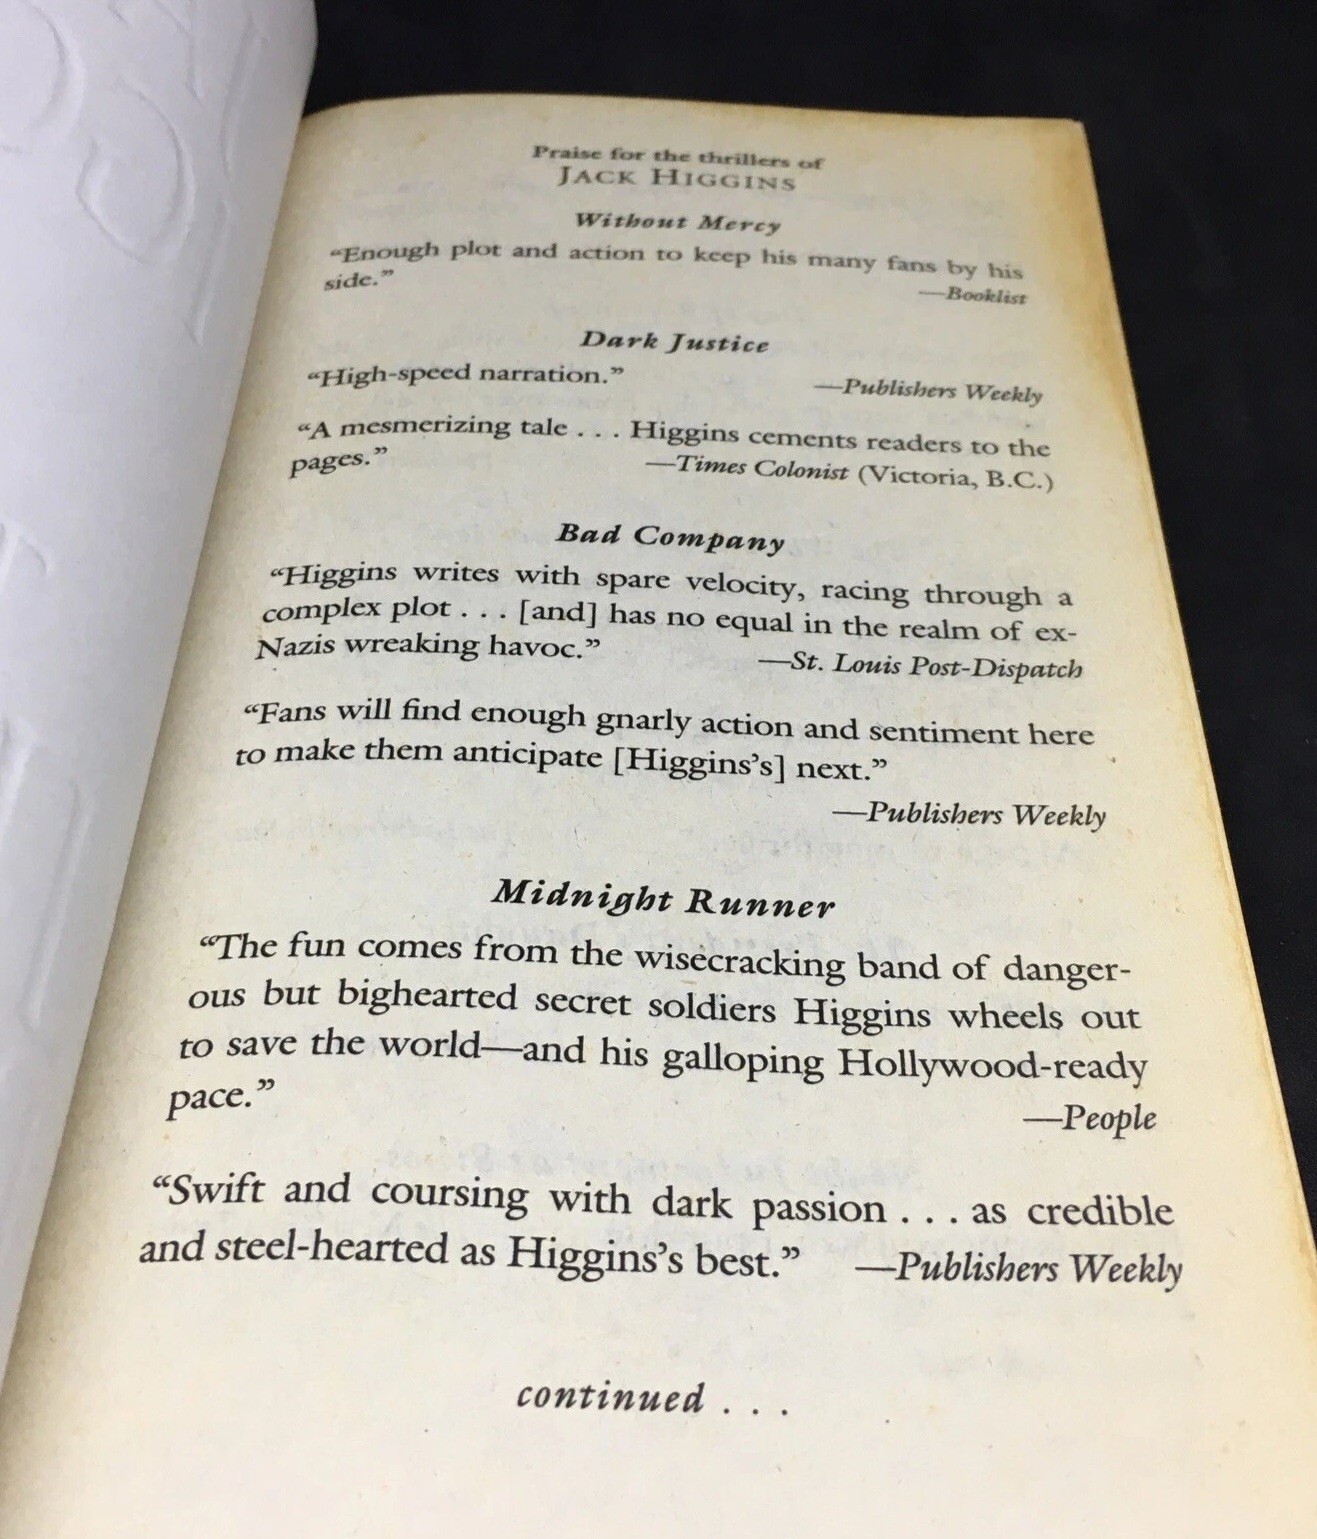 Praise for the thrillers of
JACK HIGGINS
Without Mercy
“Enough plot and action to keep his many fans by his
side.” —Booklist
Dark Justice
“High-speed narration.” —Publishers Weekly
“A mesmerizing tale . . . Higgins cements readers to the
pages.” —Times Colonist (Victoria, B.C.)
Bad Company
“Higgins writes with spare velocity, racing through a
complex plot . . . [and] has no equal in the realm of ex-
Nazis wreaking havoc.” —St. Louis Post-Dispatch
“Fans will find enough gnarly action and sentiment here
to make them anticipate [Higgins’s] next.”
—Publishers Weekly
Midnight Runner
“The fun comes from the wisecracking band of danger-
ous but bighearted secret soldiers Higgins wheels out
to save the world—and his galloping Hollywood-ready
pace.” —People
“Swift and coursing with dark passion . . . as credible
and steel-hearted as Higgins’s best.” —Publishers Weekly
continued . . .